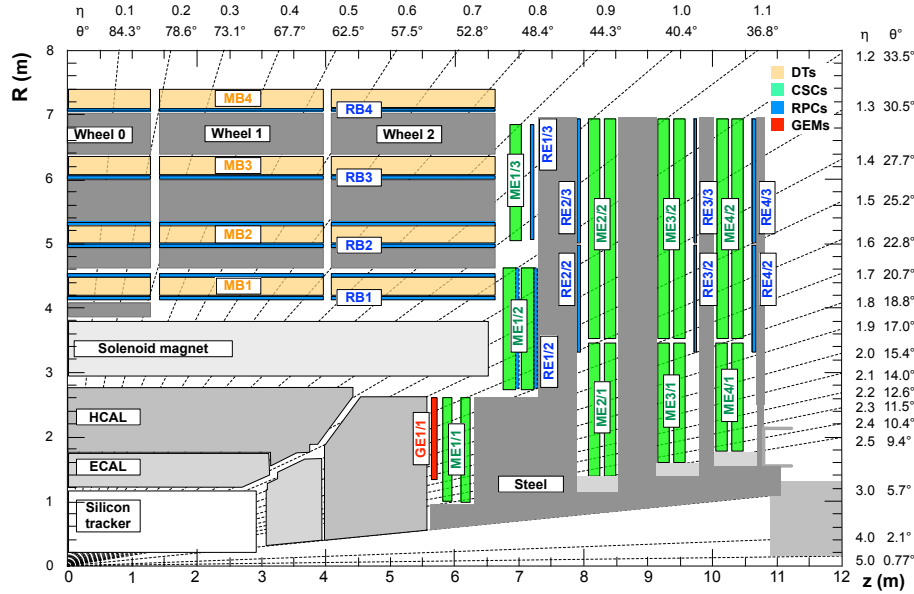 η 0.1 0.2 0.3 0.4 0.5 0.6 0.7 0.8 0.9 1.0 1.1 η θ°
θ° 84.3° 78.6° 73.1° 67.7° 62.5° 57.5° 52.8° 48.4° 44.3° 40.4° 36.8°
R (m)
8
7
6
5
4
3
2
1
0
1.2 33.5°
1.3 30.5°
1.4 27.7°
1.5 25.2°
1.6 22.8°
1.7 20.7°
1.8 18.8°
1.9 17.0°
2.0 15.4°
2.1 14.0°
2.2 12.6°
2.3 11.5°
2.4 10.4°
2.5 9.4°
3.0 5.7°
4.0 2.1°
5.0 0.77°
DTs
CSCs
RPCs
GEMs
MB4
RB4
Wheel 0
Wheel 1
Wheel 2
MB3
RB3
MB2
RB2
MB1
RB1
Solenoid magnet
HCAL
ECAL
Silicon
tracker
Steel
GE1/1
ME1/1
ME1/2
ME1/3
RE1/3
RE1/2
RE2/3
RE2/2
ME2/2
ME2/1
ME3/2
ME3/1
RE3/3
RE3/2
ME4/2
ME4/1
RE4/3
RE4/2
0 1 2 3 4 5 6 7 8 9 10 11 12
z (m)